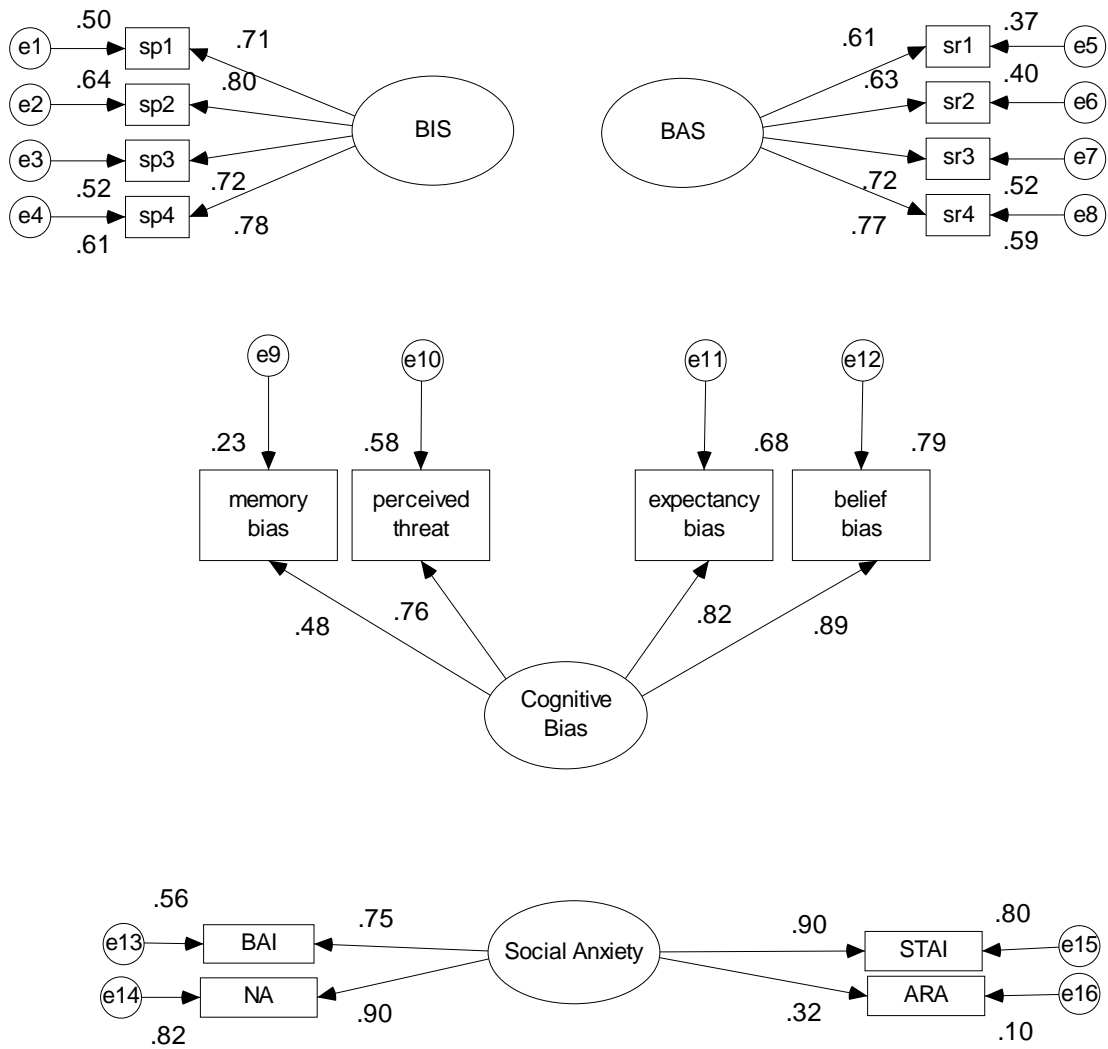 .50
.71
.61
.37
e1
sp1
sr1
e5
.64
.80
.63
.40
e2
sp2
BIS
BAS
sr2
e6
e3
sp3
sr3
e7
.52
.72
.72
.52
e4
sp4
sr4
e8
.61
.78
.77
.59
e9
e10
e11
e12
.23
.58
.68
.79
memory
bias
perceived
threat
expectancy
bias
belief
bias
.48
.76
.82
.89
Cognitive
Bias
.56
.75
.90
.80
e13
BAI
Social Anxiety
STAI
e15
e14
NA
ARA
e16
.82
.90
.32
.10